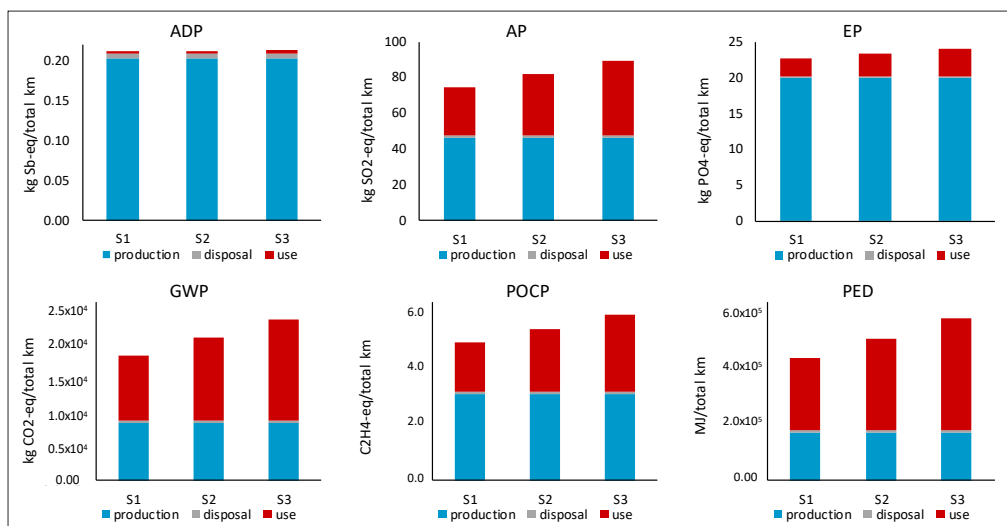 ADP
kg Sb-eq/total km
0.20
0.15
0.10
0.05
0.00
S1 S2 S3
production disposal use
AP
kg SO2-eq/total km
100
80
60
40
20
0
S1 S2 S3
production disposal use
EP
kg PO4-eq/total km
25
20
15
10
5
0
S1 S2 S3
production disposal use
GWP
kg CO2-eq/total km
2.5x10⁴
2.0x10⁴
1.5x10⁴
1.0x10⁴
0.5x10⁴
0.00
S1 S2 S3
production disposal use
POCP
C2H4-eq/total km
6.0
4.0
2.0
0.0
S1 S2 S3
production disposal use
PED
MJ/total km
6.0x10⁵
4.0x10⁵
2.0x10⁵
0.00
S1 S2 S3
production disposal use